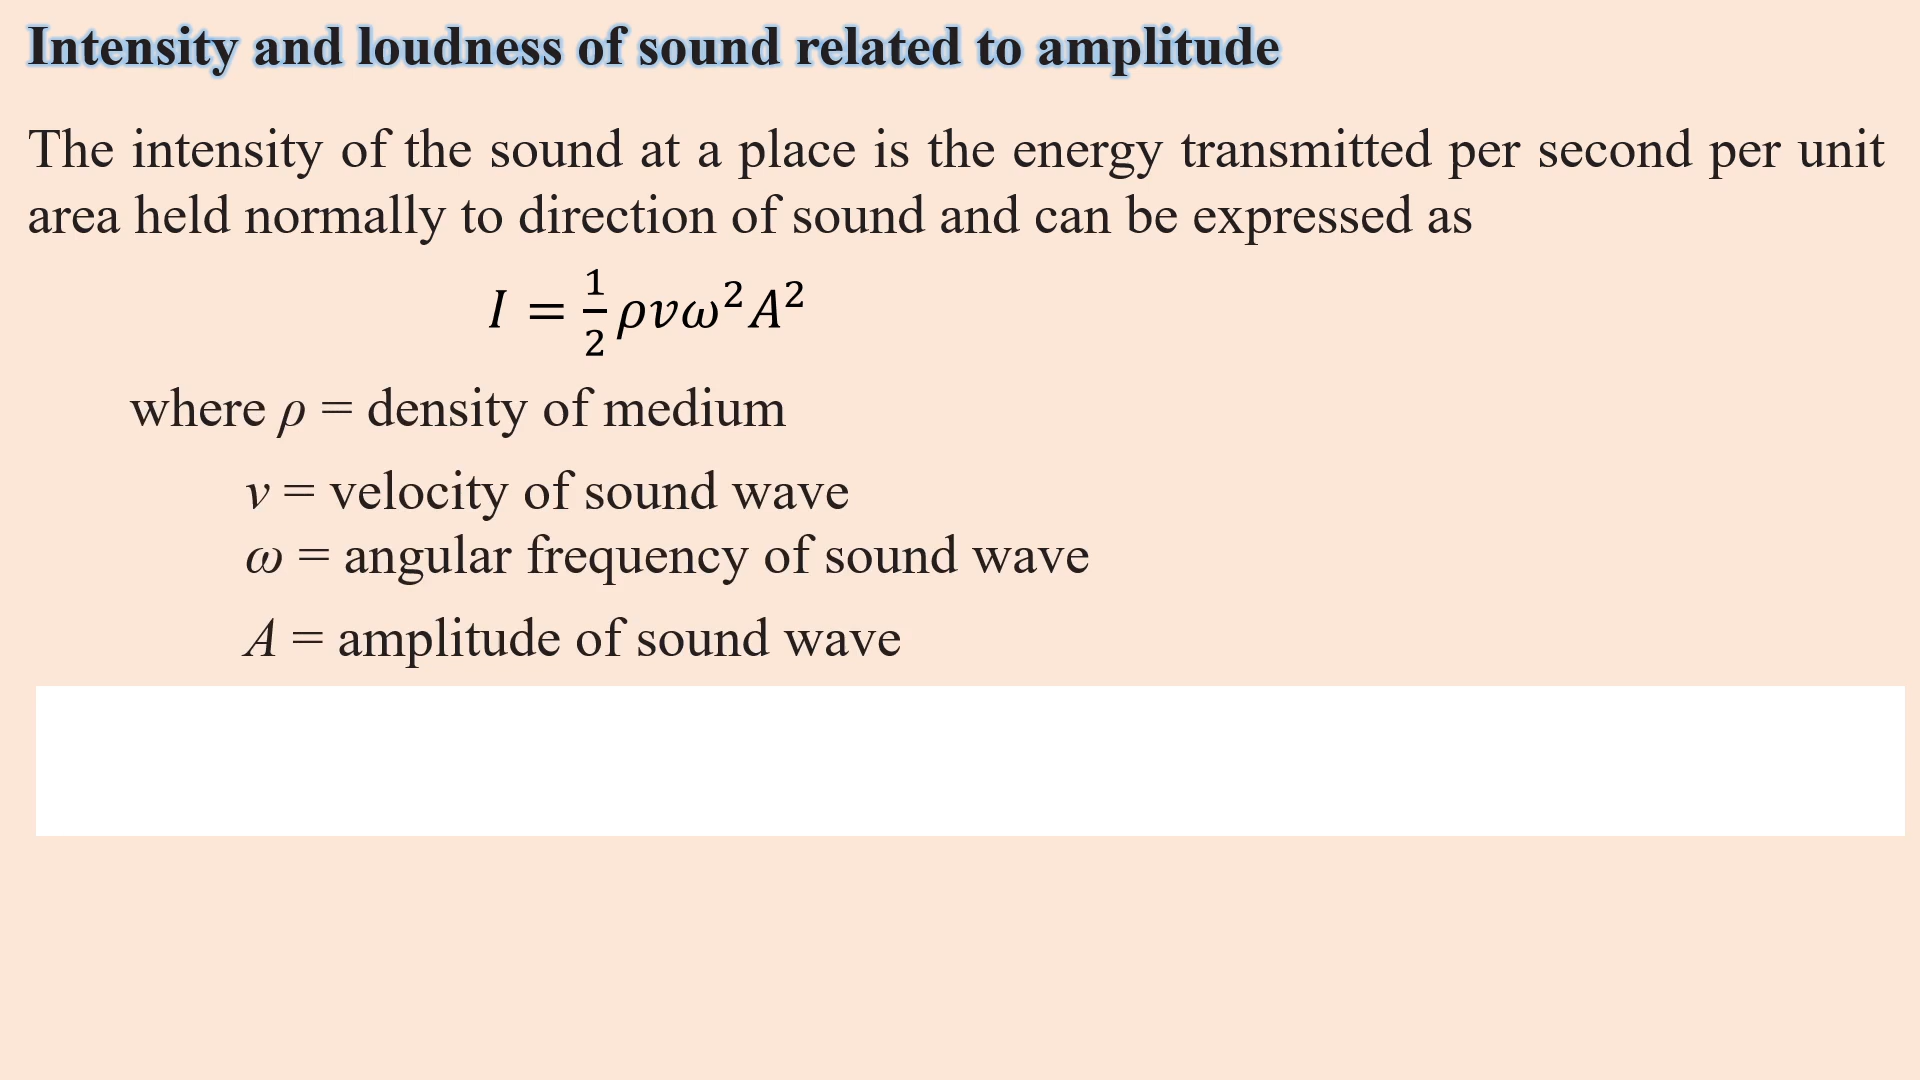 Intensity and loudness of sound related to amplitude
The intensity of the sound at a place is the energy transmitted per second per unit
area held normally to direction of sound and can be expressed as
I = 1/2 ρvω²A²
where ρ = density of medium
v = velocity of sound wave
ω = angular frequency of sound wave
A = amplitude of sound wave